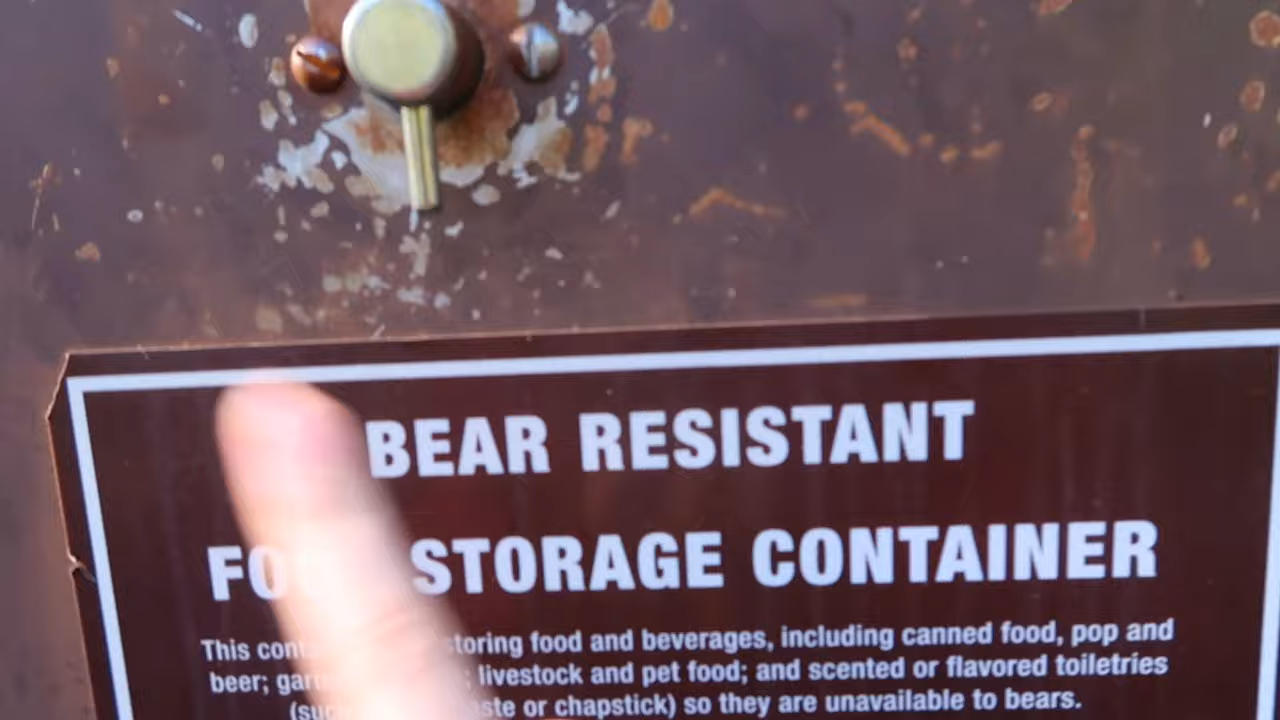 BEAR RESISTANT
STORAGE CONTAINER
This storing food and beverages, including canned food, pop and
beer; livestock and pet food; and scented or flavored toiletries
or chapstick) so they are unavailable to bears.